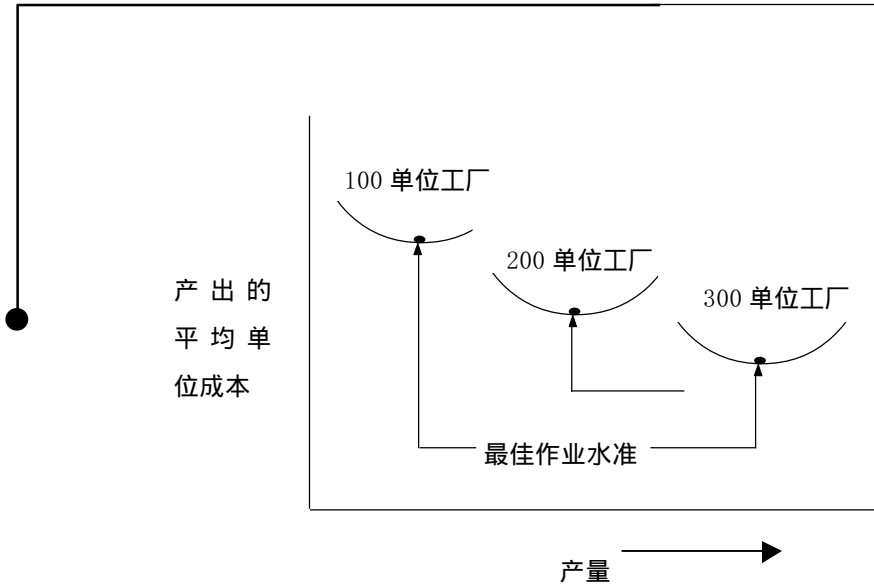 100 单位工厂
200 单位工厂
300 单位工厂
产出的
平均单
位成本
最佳作业水准
产量